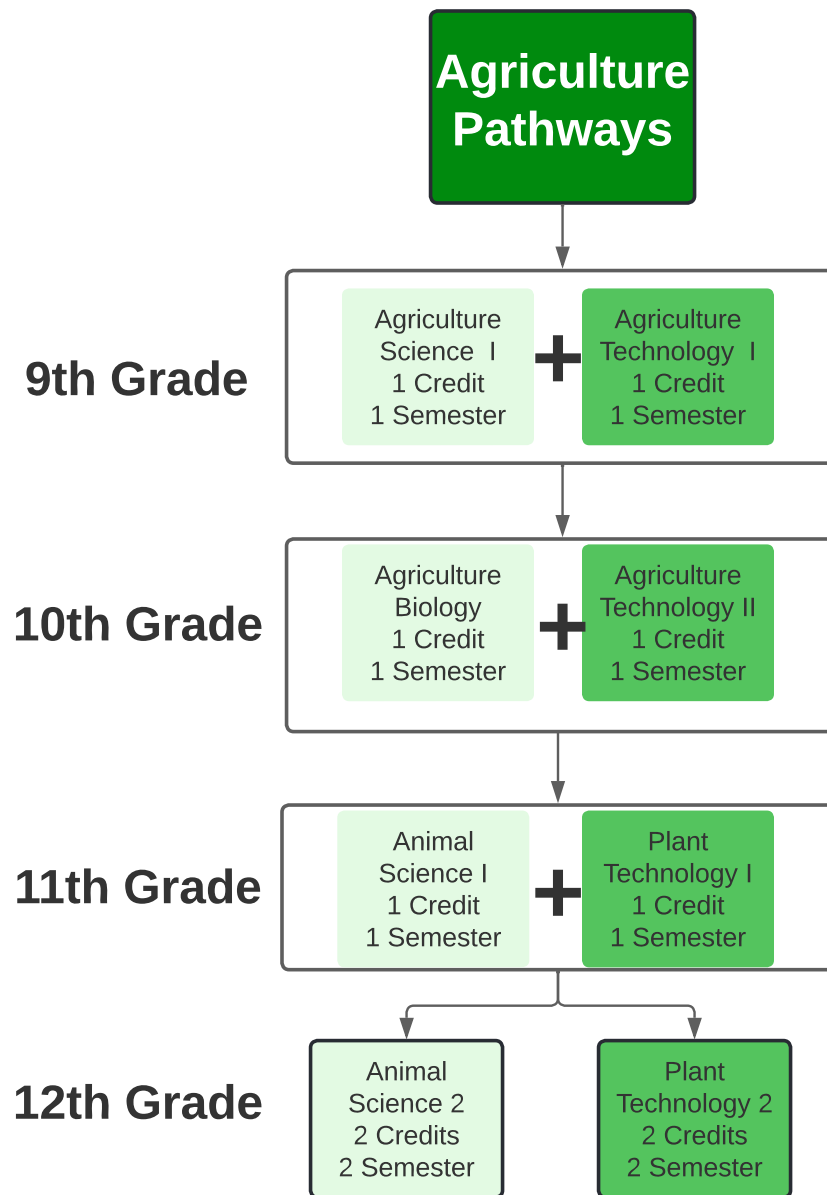 Agriculture
Pathways
9th Grade
Agriculture
Science I
1 Credit
1 Semester
+
Agriculture
Technology I
1 Credit
1 Semester
10th Grade
Agriculture
Biology
1 Credit
1 Semester
+
Agriculture
Technology II
1 Credit
1 Semester
11th Grade
Animal
Science I
1 Credit
1 Semester
+
Plant
Technology I
1 Credit
1 Semester
12th Grade
Animal
Science 2
2 Credits
2 Semester
Plant
Technology 2
2 Credits
2 Semester